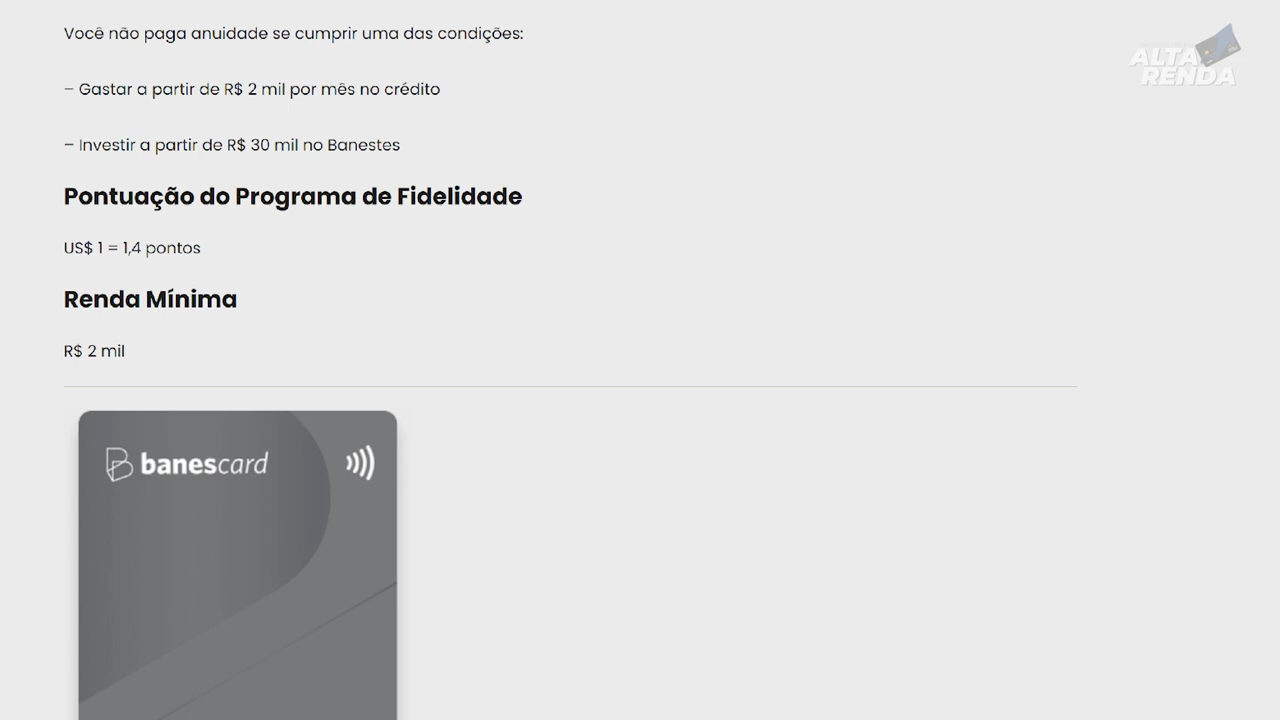 Você não paga anuidade se cumprir uma das condições:
– Gastar a partir de R$ 2 mil por mês no crédito
– Investir a partir de R$ 30 mil no Banestes
Pontuação do Programa de Fidelidade
US$ 1 = 1,4 pontos
Renda Mínima
R$ 2 mil
banescard
ALTA
RENDA